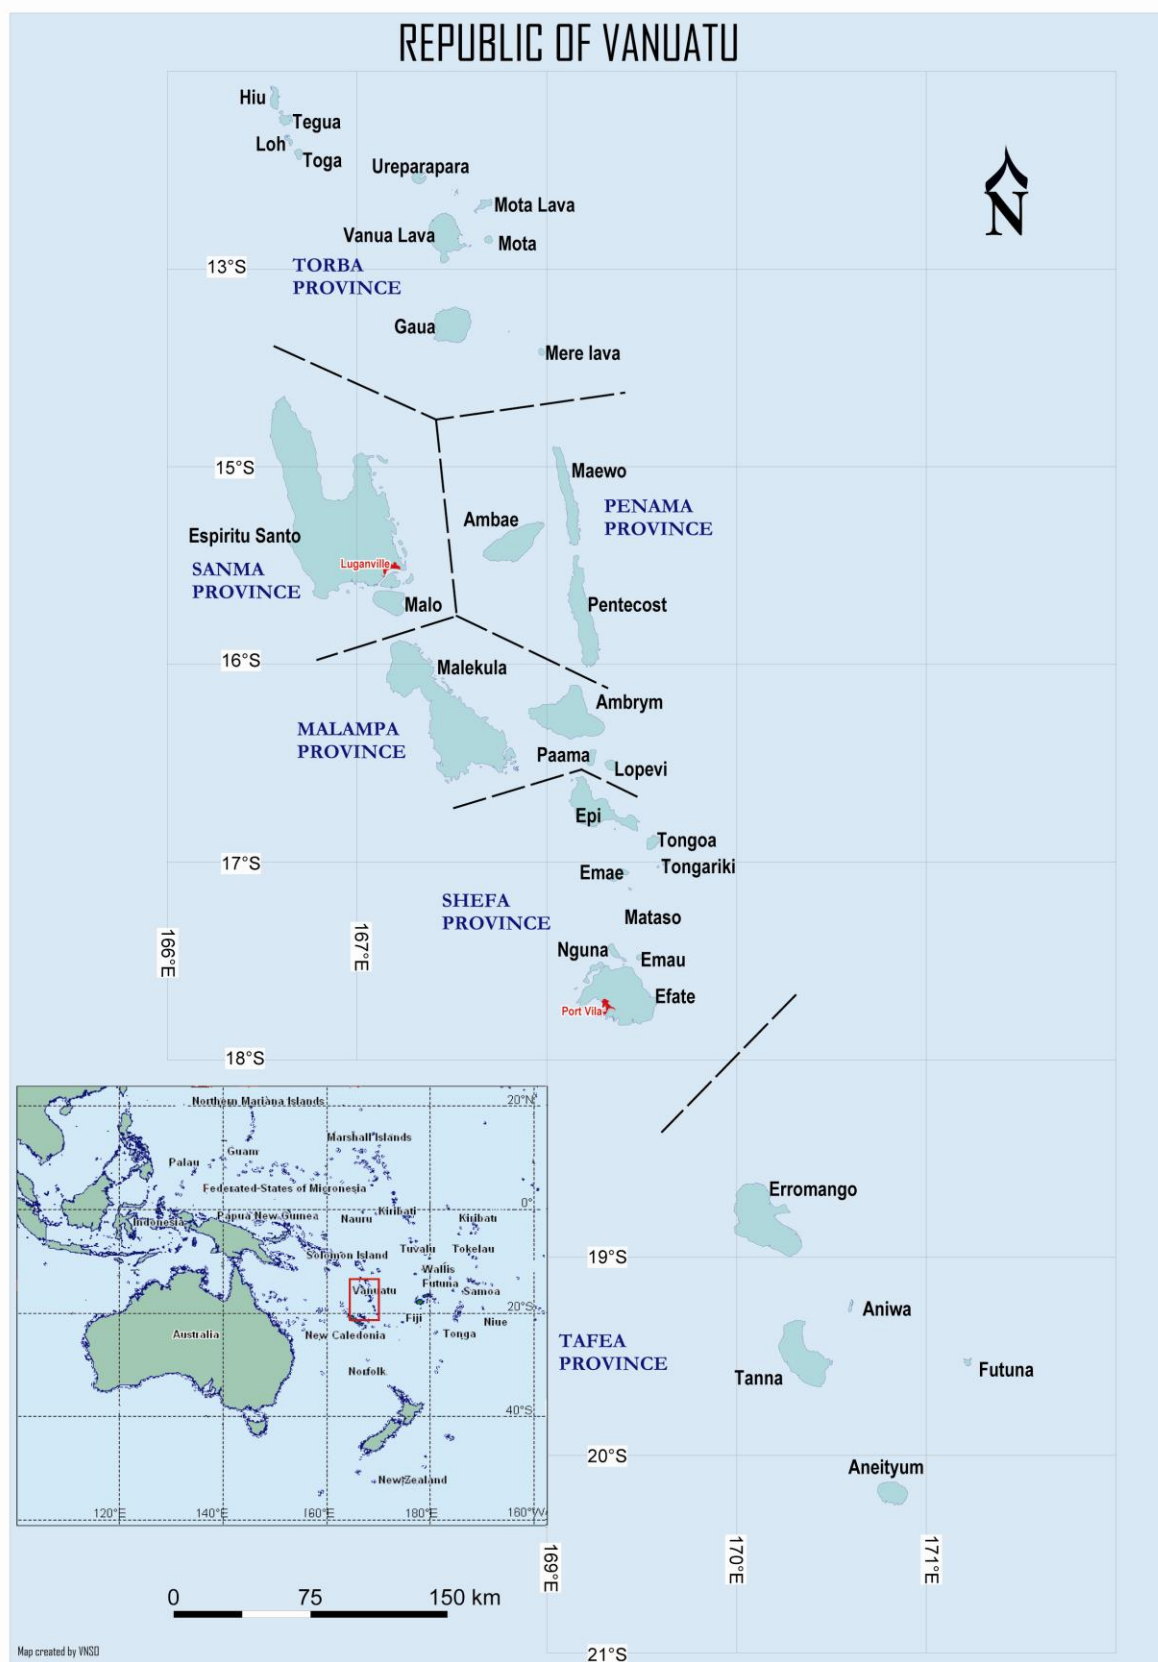 REPUBLIC OF VANUATU
Hiu
Tegua
Loh
Toga
Ureparapara
Mota Lava
Vanua Lava
Mota
N
13°S
TORBA
PROVINCE
Gaua
Mere lava
15°S
Maewo
PENAMA
PROVINCE
Ambae
Espiritu Santo
Luganville
SANMA
PROVINCE
Malo
Pentecost
16°S
Malekula
Ambrym
MALAMPA
PROVINCE
Paama
Lopevi
Epi
Tongoa
17°S
Emae
Tongariki
SHEFA
PROVINCE
Mataso
166°E
167°E
Nguna
Emau
Efate
Port Vila
18°S
Northern Mariana Islands
20°N
Guam
Marshall Islands
Palau
Federated States of Micronesia
Indonesia
Papua New Guinea
Nauru
Kiribati
Kiribati
0°
Solomon Island
Tuvalu
Tokelau
Wallis
Futuna
Samoa
Vanuatu
20°S
Fiji
Niue
Australia
New Caledonia
Tonga
Norfolk
40°S
New Zealand
120°E
140°E
160°E
180°E
160°W
Erromango
19°S
Aniwa
TAFEA
PROVINCE
Tanna
Futuna
20°S
Aneityum
169°E
170°E
171°E
0 75 150 km
21°S
Map created by VNSO